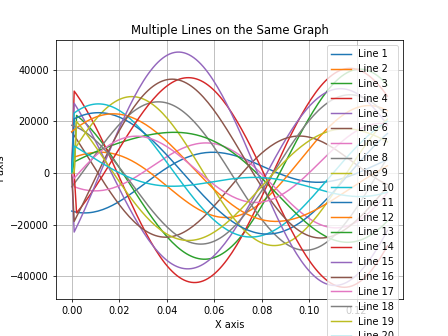 Multiple Lines on the Same Graph
40000
20000
0
−20000
−40000
0.00 0.02 0.04 0.06 0.08 0.10
X axis
Line 1
Line 2
Line 3
Line 4
Line 5
Line 6
Line 7
Line 8
Line 9
Line 10
Line 11
Line 12
Line 13
Line 14
Line 15
Line 16
Line 17
Line 18
Line 19
Line 20